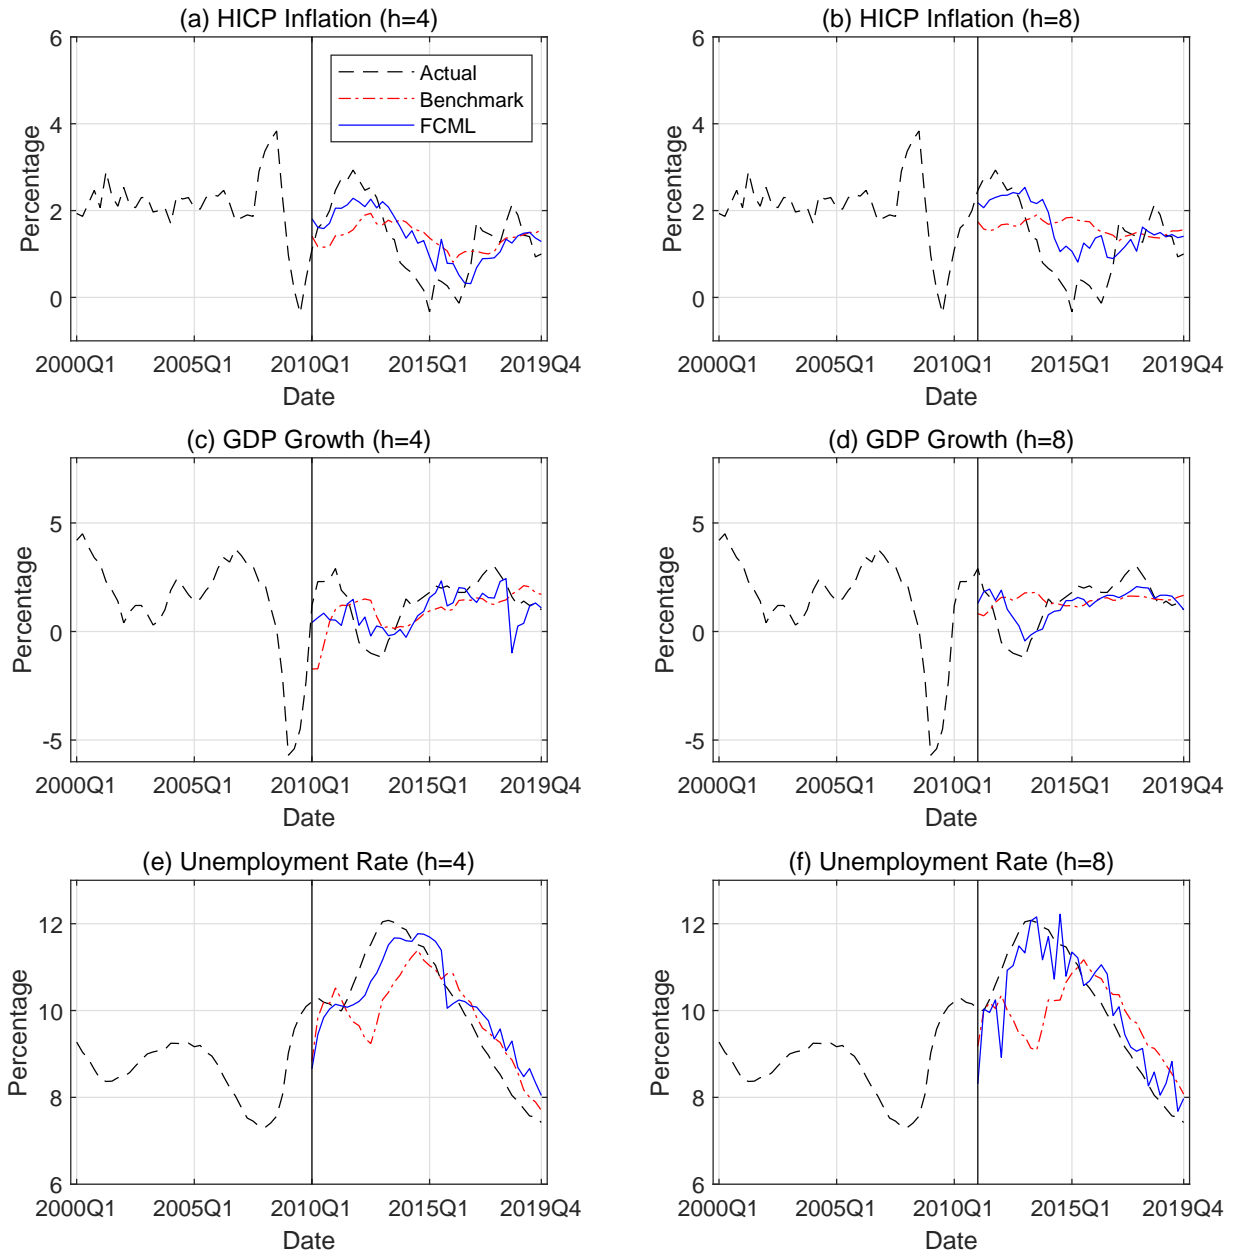 (a) HICP Inflation (h=4)
6
4
2
0
Percentage
Actual
Benchmark
FCML
2000Q1 2005Q1 2010Q1 2015Q1 2019Q4
Date
(b) HICP Inflation (h=8)
6
4
2
0
Percentage
2000Q1 2005Q1 2010Q1 2015Q1 2019Q4
Date
(c) GDP Growth (h=4)
5
0
-5
Percentage
2000Q1 2005Q1 2010Q1 2015Q1 2019Q4
Date
(d) GDP Growth (h=8)
5
0
-5
Percentage
2000Q1 2005Q1 2010Q1 2015Q1 2019Q4
Date
(e) Unemployment Rate (h=4)
12
10
8
6
Percentage
2000Q1 2005Q1 2010Q1 2015Q1 2019Q4
Date
(f) Unemployment Rate (h=8)
12
10
8
6
Percentage
2000Q1 2005Q1 2010Q1 2015Q1 2019Q4
Date